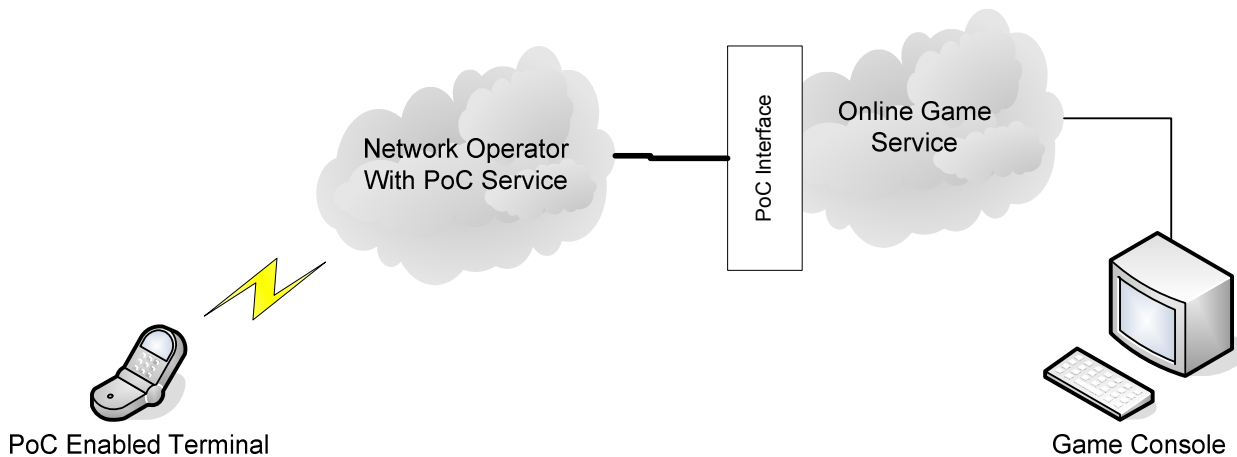 Network Operator
With PoC Service
PoC Interface
Online Game
Service
PoC Enabled Terminal
Game Console